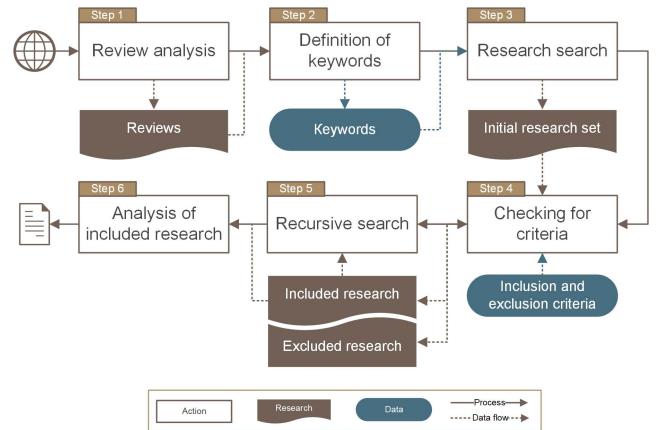 Step 1
Review analysis
Reviews
Step 2
Definition of
keywords
Keywords
Step 3
Research search
Initial research set
Step 4
Checking for
criteria
Inclusion and
exclusion criteria
Step 5
Recursive search
Included research
Excluded research
Step 6
Analysis of
included research
Action
Research
Data
Process
Data flow